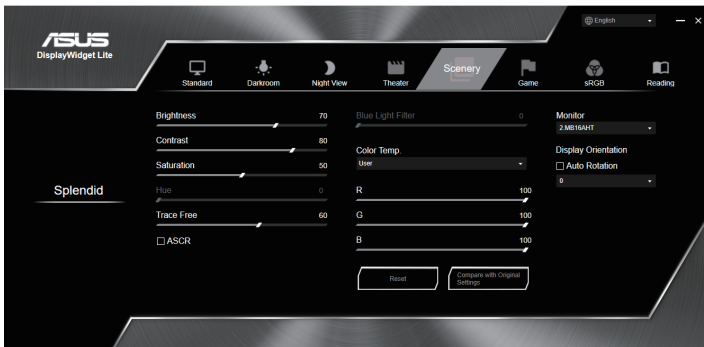 ASUS
DisplayWidget Lite
English
Standard
Darkroom
Night View
Theater
Scenery
Game
sRGB
Reading
Splendid
Brightness 70
Contrast 80
Saturation 50
Hue 0
Trace Free 60
ASCR
Blue Light Filter 0
Color Temp.
User
R 100
G 100
B 100
Reset
Compare with Original
Settings
Monitor
2.MB16AHT
Display Orientation
Auto Rotation
0